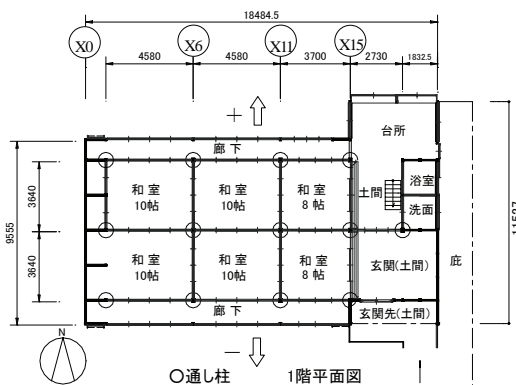 18484.5
X0 X6 X11 X15
4580 4580 3700 2730 1832.5
+
台所
廊下
和室
10帖
和室
10帖
和室
8帖
土間
浴室
洗面
9555
3640
3640
11527
和室
10帖
和室
10帖
和室
8帖
玄関(土間)
庇
廊下
玄関先(土間)
N
−
〇通し柱 1階平面図